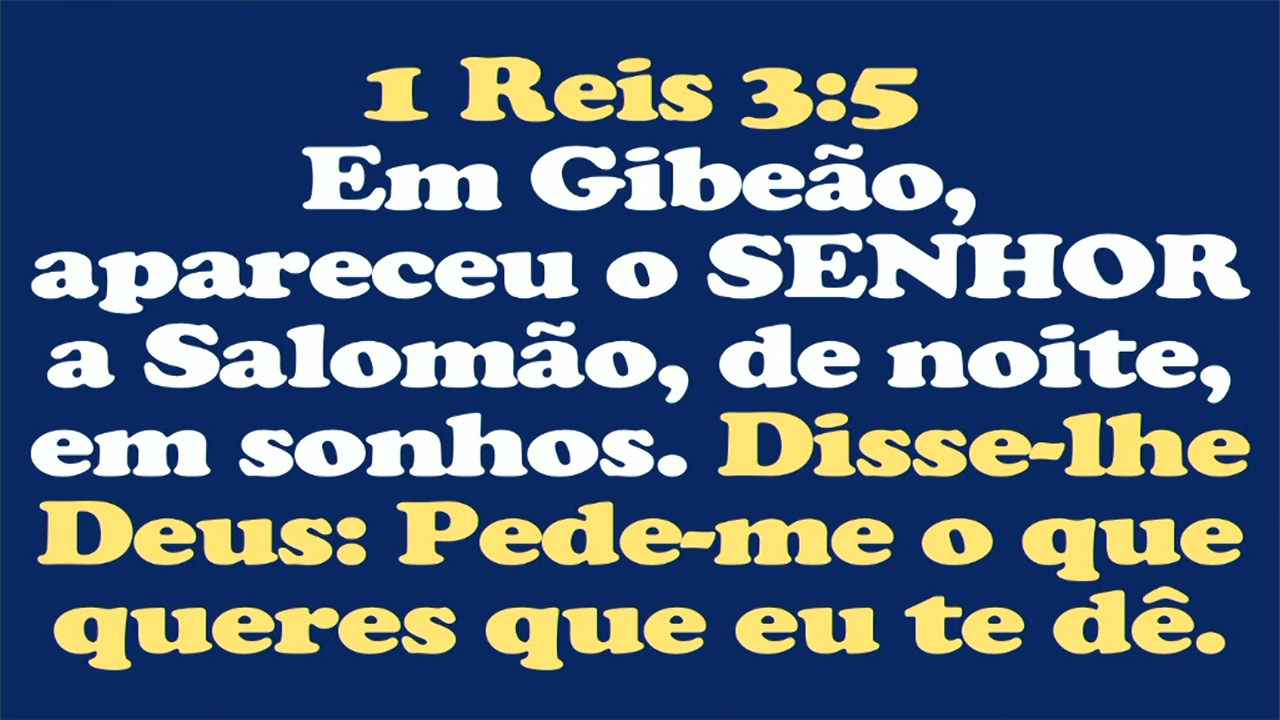 1 Reis 3:5
Em Gibeão,
apareceu o SENHOR
a Salomão, de noite,
em sonhos. Disse-lhe
Deus: Pede-me o que
queres que eu te dê.